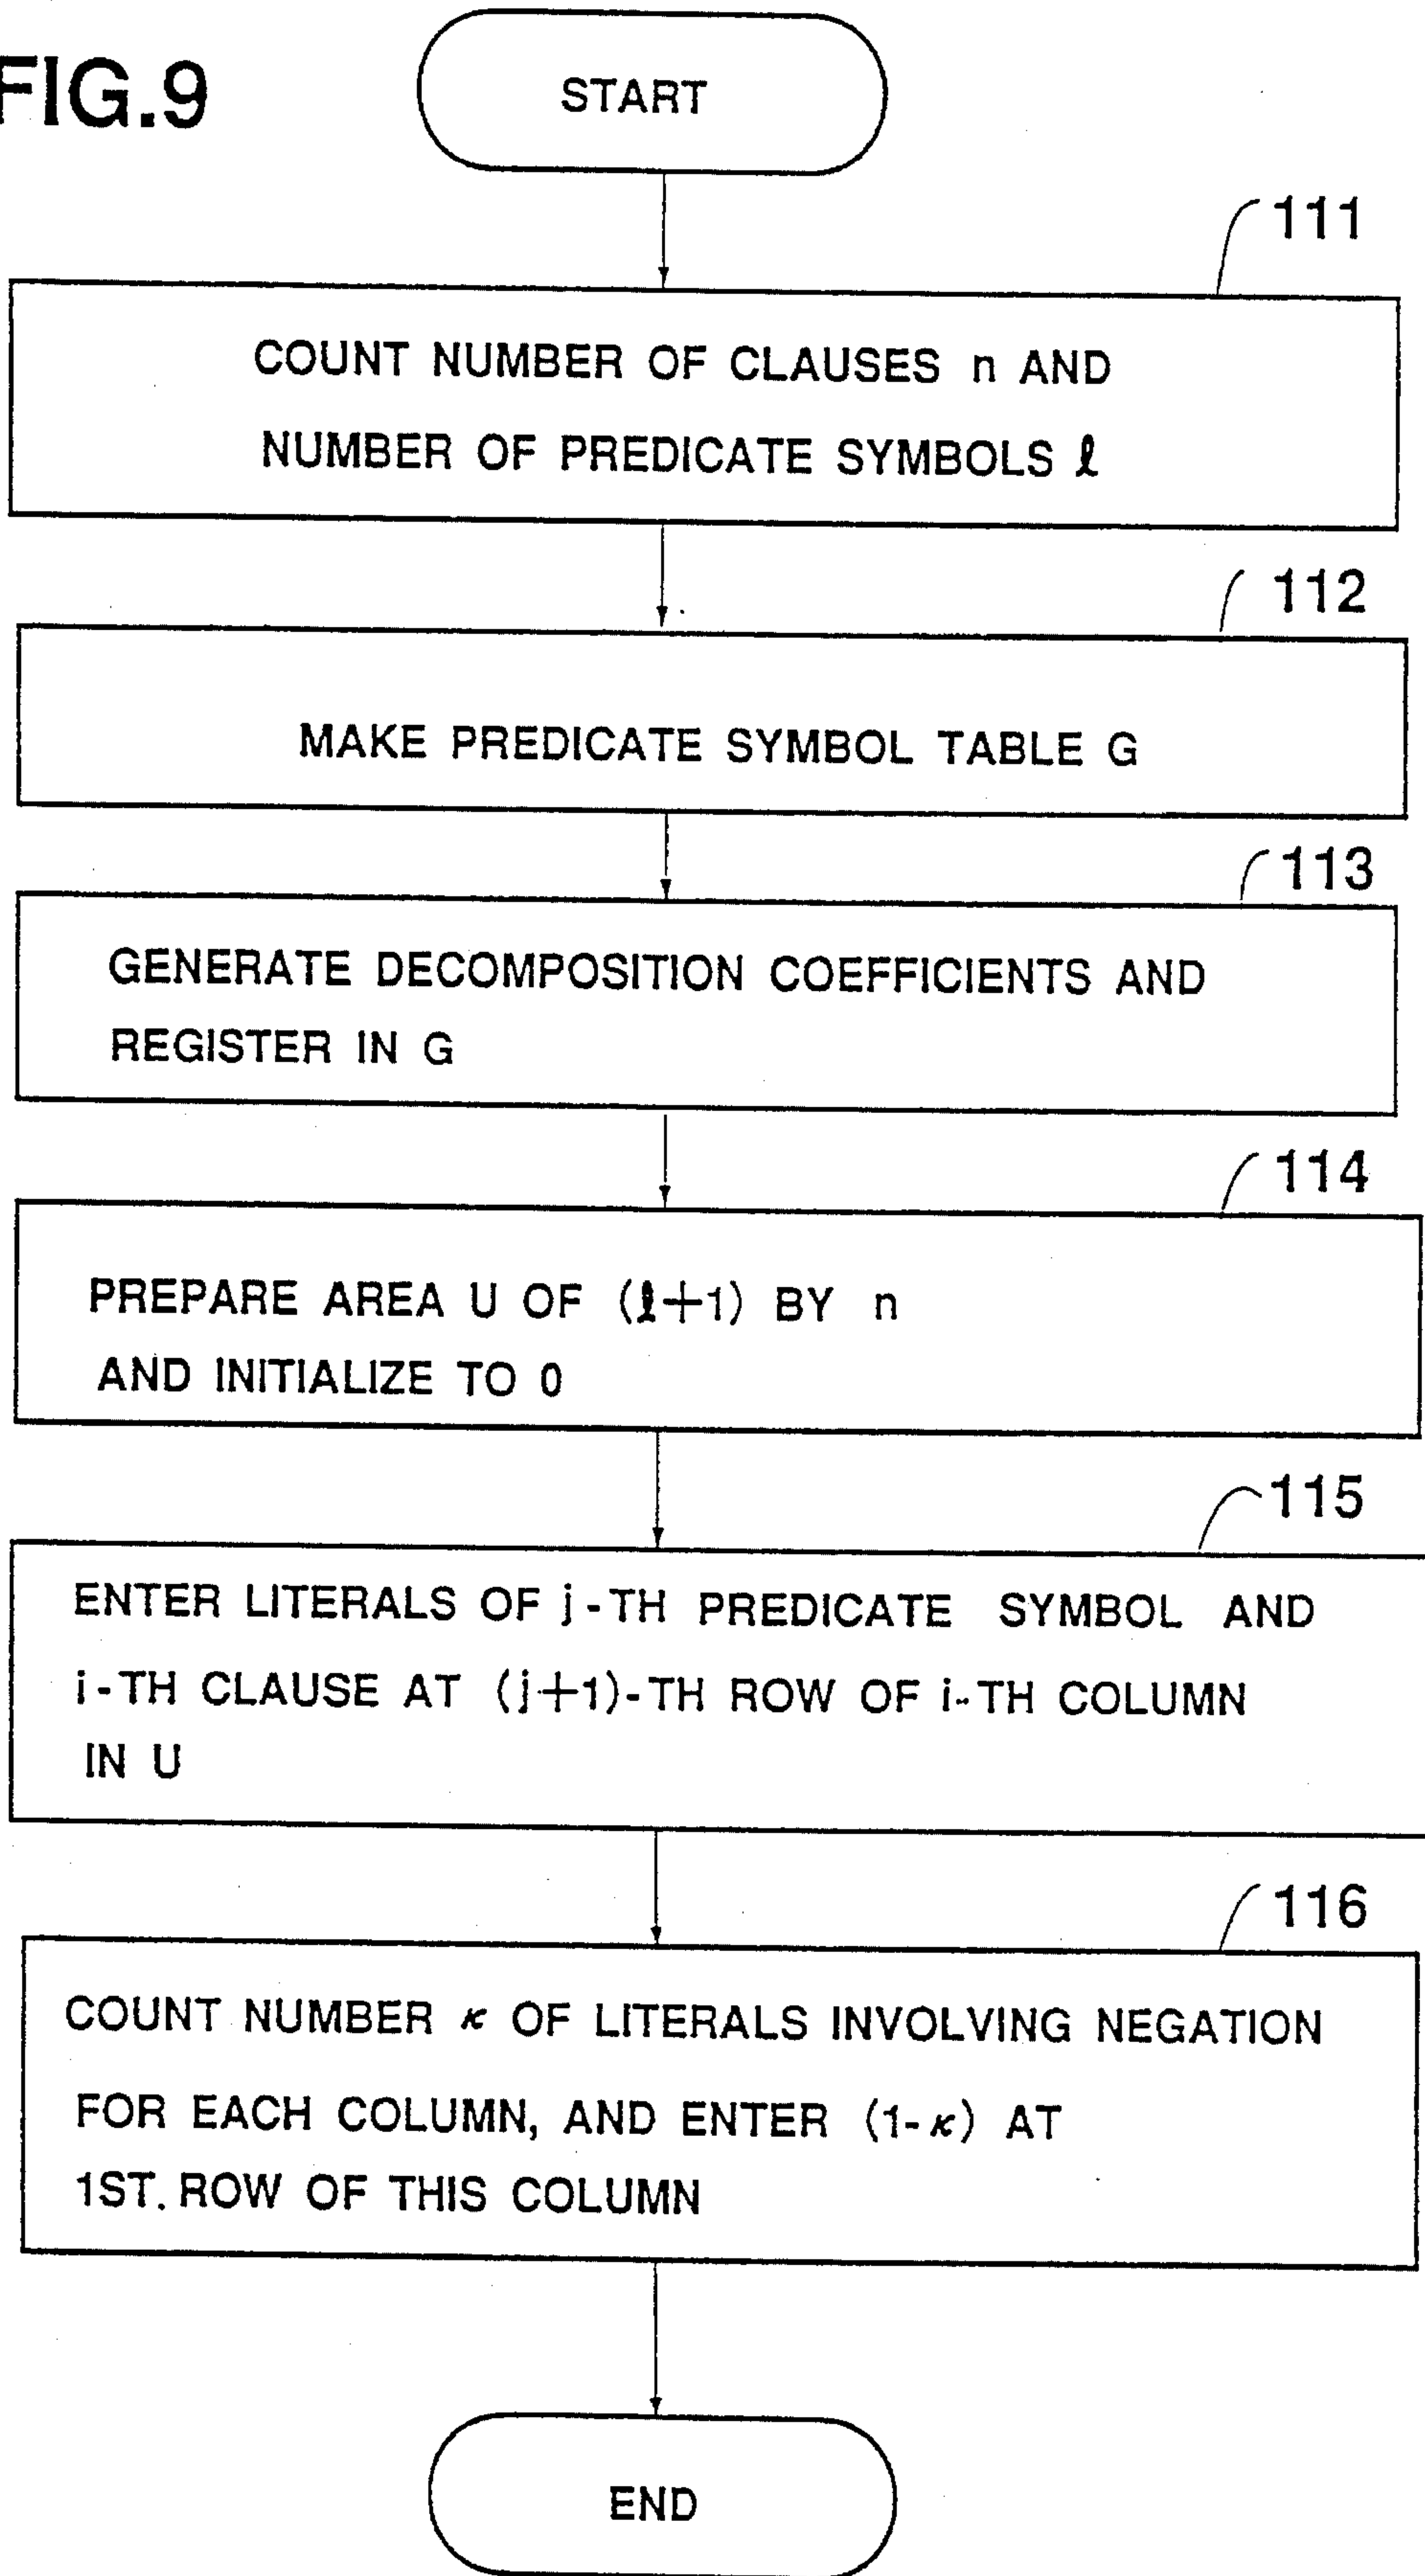 FIG.9
START
111
COUNT NUMBER OF CLAUSES n AND
NUMBER OF PREDICATE SYMBOLS ℓ
112
MAKE PREDICATE SYMBOL TABLE G
113
GENERATE DECOMPOSITION COEFFICIENTS AND
REGISTER IN G
114
PREPARE AREA U OF (ℓ+1) BY n
AND INITIALIZE TO 0
115
ENTER LITERALS OF j-TH PREDICATE SYMBOL AND
i-TH CLAUSE AT (j+1)-TH ROW OF i-TH COLUMN
IN U
116
COUNT NUMBER κ OF LITERALS INVOLVING NEGATION
FOR EACH COLUMN, AND ENTER (1-κ) AT
1ST. ROW OF THIS COLUMN
END